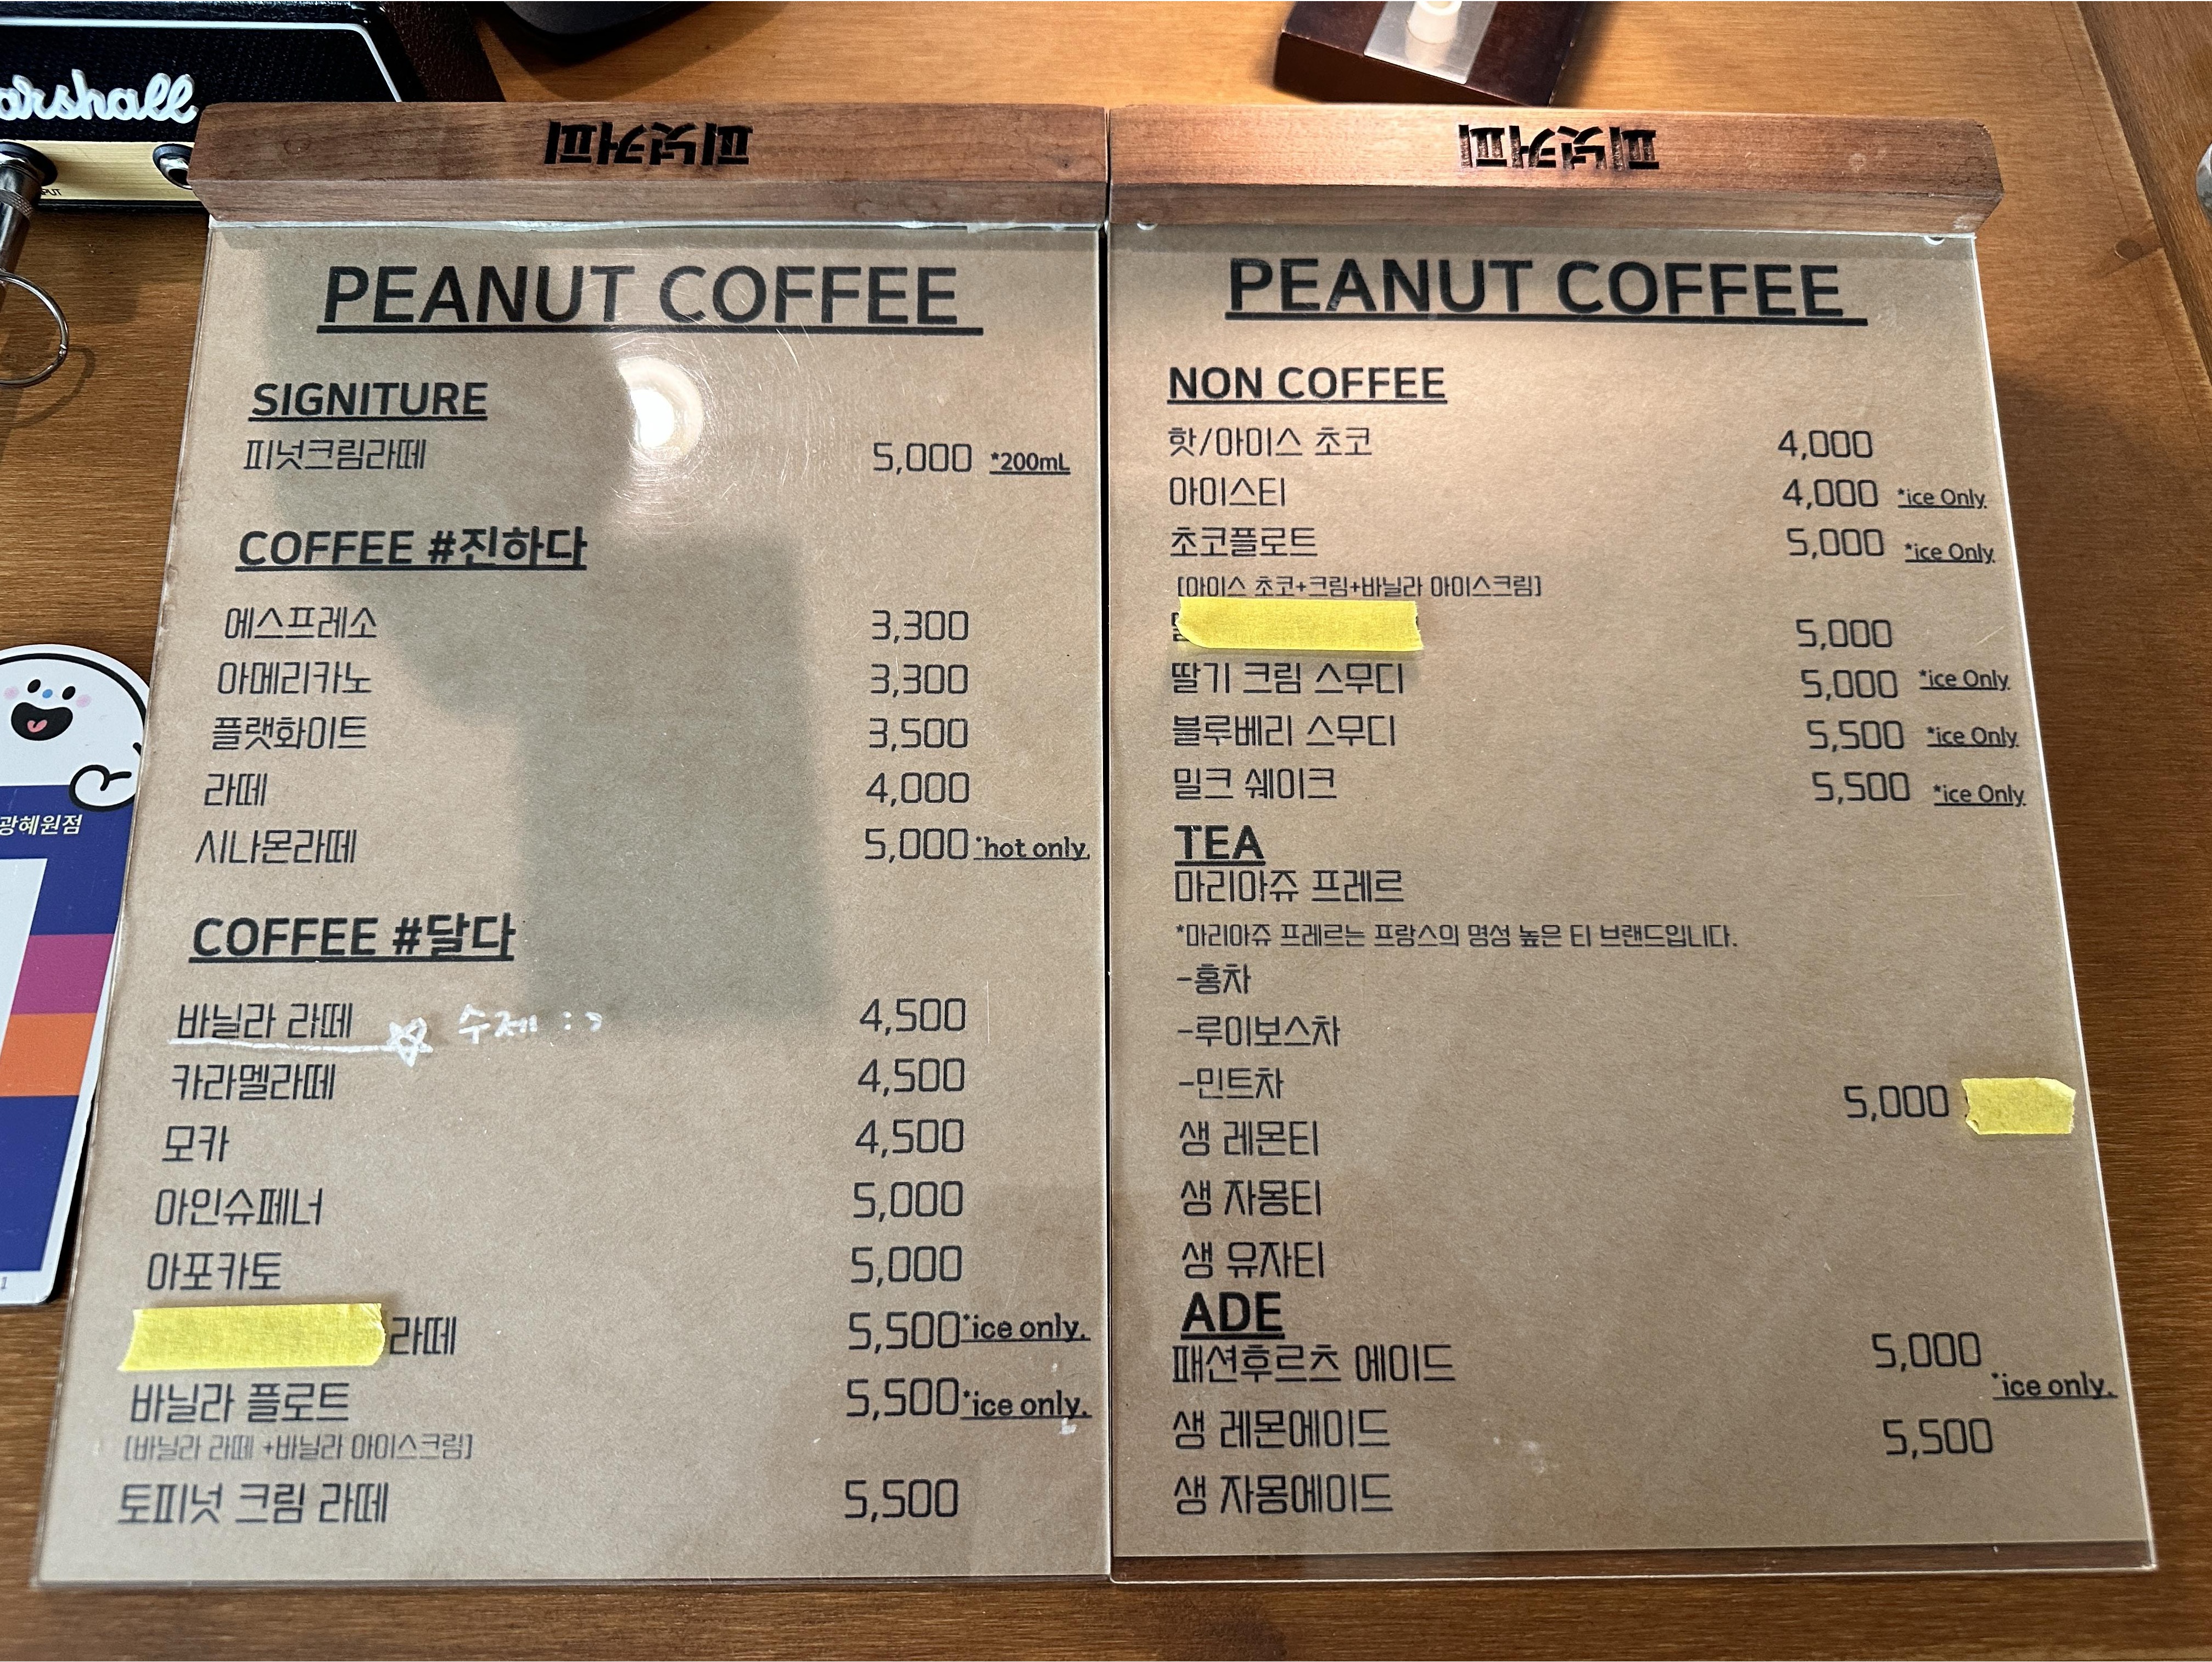 arshall
피넛커피
PEANUT COFFEE
SIGNITURE
피넛크림라떼 5,000 *200mL
COFFEE #진하다
에스프레소 3,300
아메리카노 3,300
플랫화이트 3,500
라떼 4,000
시나몬라떼 5,000 *hot only.
COFFEE #달다
바닐라 라떼 수제 :) 4,500
카라멜라떼 4,500
모카 4,500
아인슈페너 5,000
아포카토 5,000
라떼 5,500 *ice only.
바닐라 플로트 5,500 *ice only.
[바닐라 라떼 +바닐라 아이스크림]
토피넛 크림 라떼 5,500
피넛커피
PEANUT COFFEE
NON COFFEE
핫/아이스 초코 4,000
아이스티 4,000 *ice Only
초코플로트 5,000 *ice Only
[아이스 초코+크림+바닐라 아이스크림]
5,000
딸기 크림 스무디 5,000 *ice Only
블루베리 스무디 5,500 *ice Only
밀크 쉐이크 5,500 *ice Only
TEA
마리아쥬 프레르
*마리아쥬 프레르는 프랑스의 명성 높은 티 브랜드입니다.
-홍차
-루이보스차
-민트차
5,000
생 레몬티
생 자몽티
생 유자티
ADE
패션후르츠 에이드 5,000
*ice only.
생 레몬에이드 5,500
생 자몽에이드
광혜원점